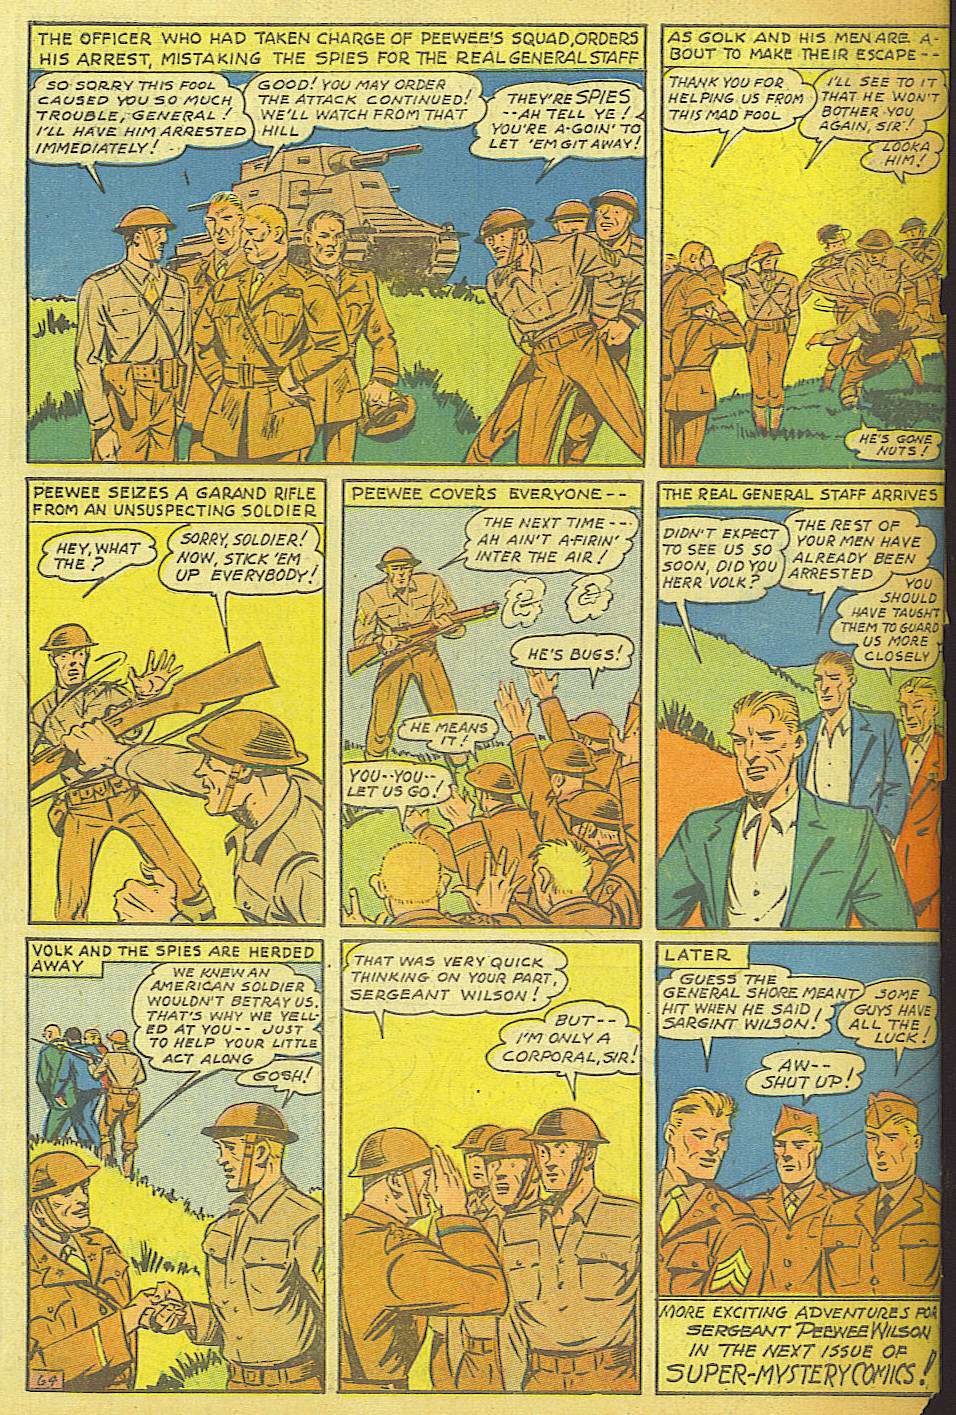 THE OFFICER WHO HAD TAKEN CHARGE OF PEEWEE'S SQUAD, ORDERS
HIS ARREST, MISTAKING THE SPIES FOR THE REAL GENERAL STAFF
SO SORRY THIS FOOL
CAUSED YOU SO MUCH
TROUBLE, GENERAL!
I'LL HAVE HIM ARRESTED
IMMEDIATELY!
GOOD! YOU MAY ORDER
THE ATTACK CONTINUED!
WE'LL WATCH FROM THAT
HILL
THEY'RE SPIES
--AH TELL YE!
YOU'RE A-GOIN' TO
LET 'EM GIT AWAY!
AS GOLK AND HIS MEN ARE A-
BOUT TO MAKE THEIR ESCAPE--
THANK YOU FOR
HELPING US FROM
THIS MAD FOOL
I'LL SEE TO IT
THAT HE WON'T
BOTHER YOU
AGAIN, SIR!
LOOKA
HIM!
HE'S GONE
NUTS!
PEEWEE SEIZES A GARAND RIFLE
FROM AN UNSUSPECTING SOLDIER
HEY, WHAT
THE?
SORRY, SOLDIER!
NOW, STICK 'EM
UP EVERYBODY!
PEEWEE COVERS EVERYONE--
THE NEXT TIME--
AH AIN'T A-FIRIN'
INTER THE AIR!
HE'S BUGS!
HE MEANS
IT!
YOU--YOU--
LET US GO!
THE REAL GENERAL STAFF ARRIVES
DIDN'T EXPECT
TO SEE US SO
SOON, DID YOU
HERR VOLK?
THE REST OF
YOUR MEN HAVE
ALREADY BEEN
ARRESTED
YOU
SHOULD
HAVE TAUGHT
THEM TO GUARD
US MORE
CLOSELY
VOLK AND THE SPIES ARE HERDED
AWAY
WE KNEW AN
AMERICAN SOLDIER
WOULDN'T BETRAY US.
THAT'S WHY WE YELL-
ED AT YOU-- JUST
TO HELP YOUR LITTLE
ACT ALONG
GOSH!
64
THAT WAS VERY QUICK
THINKING ON YOUR PART,
SERGEANT WILSON!
BUT--
I'M ONLY A
CORPORAL, SIR!
LATER
GUESS THE
GENERAL SHORE MEANT
HIT WHEN HE SAID
SARGINT WILSON!
SOME
GUYS HAVE
ALL THE
LUCK!
AW--
SHUT UP!
MORE EXCITING ADVENTURES FOR
SERGEANT PEEWEE WILSON
IN THE NEXT ISSUE OF
SUPER-MYSTERY COMICS!